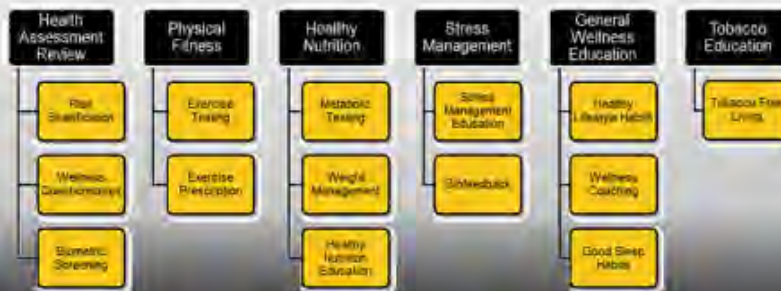 Health
Assessment
Review
Risk
Stratification
Wellness
Questionnaires
Biometric
Screening
Physical
Fitness
Exercise
Testing
Exercise
Prescription
Healthy
Nutrition
Metabolic
Testing
Weight
Management
Healthy
Nutrition
Education
Stress
Management
Stress
Management
Education
Biofeedback
General
Wellness
Education
Healthy
Lifestyle Habits
Wellness
Coaching
Good Sleep
Habits
Tobacco
Education
Tobacco Free
Living